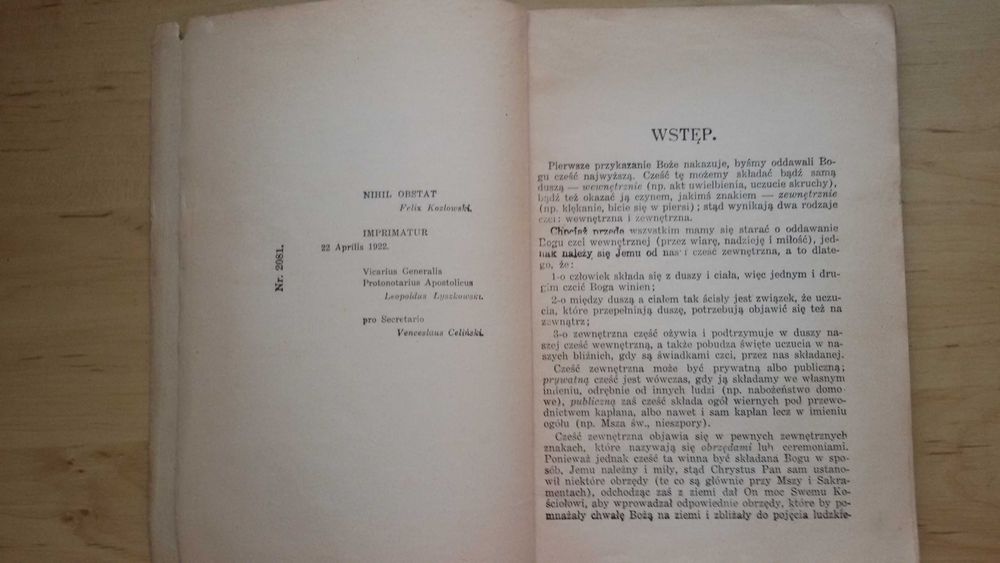 NIHIL OBSTAT
Felix Kozlowski.
IMPRIMATUR
22 Aprilis 1922.
Vicarius Generalis
Protonotarius Apostolicus
Leopoldus Łyszkowski.
pro Secretario
Venceslaus Celiński.
Nr. 2081.
WSTĘP.
Pierwsze przykazanie Boże nakazuje, byśmy oddawali Bo-
gu cześć najwyższą. Cześć tę możemy składać bądź samą
duszą — wewnętrznie (np. akt uwielbienia, uczucie skruchy),
bądź też okazać ją czynem, jakimś znakiem — zewnętrznie
(np. klękanie, bicie się w piersi); stąd wynikają dwa rodzaje
czci: wewnętrzna i zewnętrzna.
Chociaż przede wszystkim mamy się starać o oddawanie
Bogu czci wewnętrznej (przez wiarę, nadzieję i miłość), jed-
nak należy się Jemu od nas i cześć zewnętrzna, a to dlate-
go, że:
1-o człowiek składa się z duszy i ciała, więc jednym i dru-
gim czcić Boga winien;
2-o między duszą a ciałem tak ścisły jest związek, że uczu-
cia, które przepełniają duszę, potrzebują objawić się też na
zewnątrz;
3-o zewnętrzna cześć ożywia i podtrzymuje w duszy na-
szej cześć wewnętrzną, a także pobudza święte uczucia w na-
szych bliźnich, gdy są świadkami czci, przez nas składanej.
Cześć zewnętrzna może być prywatną albo publiczną;
prywatną cześć jest wówczas, gdy ją składamy we własnym
imieniu, odrębnie od innych ludzi (np. nabożeństwo domo-
we), publiczną zaś cześć składa ogół wiernych pod przewo-
dnictwem kapłana, albo nawet i sam kapłan lecz w imieniu
ogółu (np. Msza św., nieszpory).
Cześć zewnętrzna objawia się w pewnych zewnętrznych
znakach, które nazywają się obrzędami lub ceremoniami.
Ponieważ jednak cześć ta winna być składana Bogu w spo-
sób, Jemu należny i miły, stąd Chrystus Pan sam ustano-
wił niektóre obrzędy (te co są głównie przy Mszy i Sakra-
mentach), odchodząc zaś z ziemi dał On moc Swemu Ko-
ściołowi, aby wprowadzał odpowiednie obrzędy, które by po-
mnażały chwałę Bożą na ziemi i zbliżały do pojęcia ludzkie-